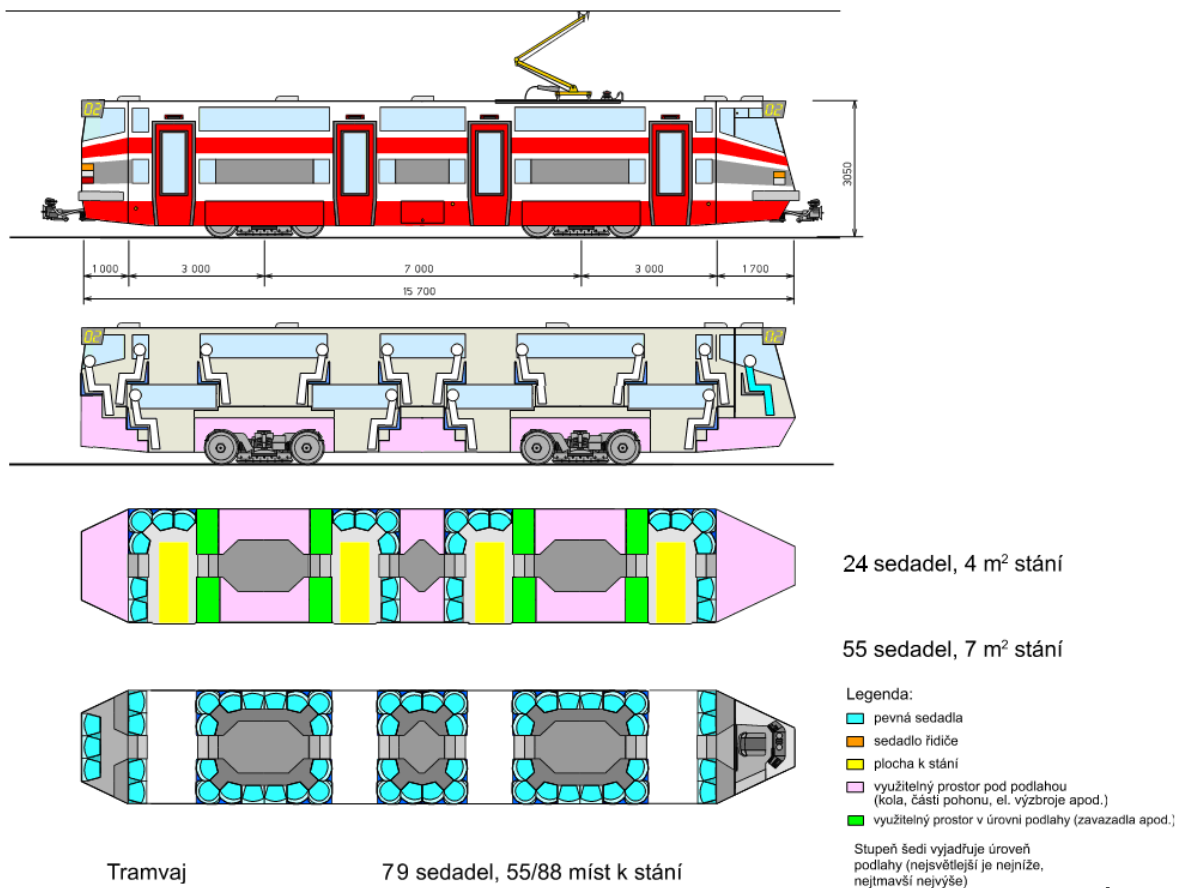 02
02
3050
1 000
3 000
7 000
3 000
1 700
15 700
02
02
24 sedadel, 4 m² stání
55 sedadel, 7 m² stání
Legenda:
pevná sedadla
sedadlo řidiče
plocha k stání
využitelný prostor pod podlahou
(kola, části pohonu, el. výzbroje apod.)
využitelný prostor v úrovni podlahy (zavazadla apod.)
Stupeň šedi vyjadřuje úroveň
podlahy (nejsvětlejší je nejníže,
nejtmavší nejvýše)
Tramvaj
79 sedadel, 55/88 míst k stání